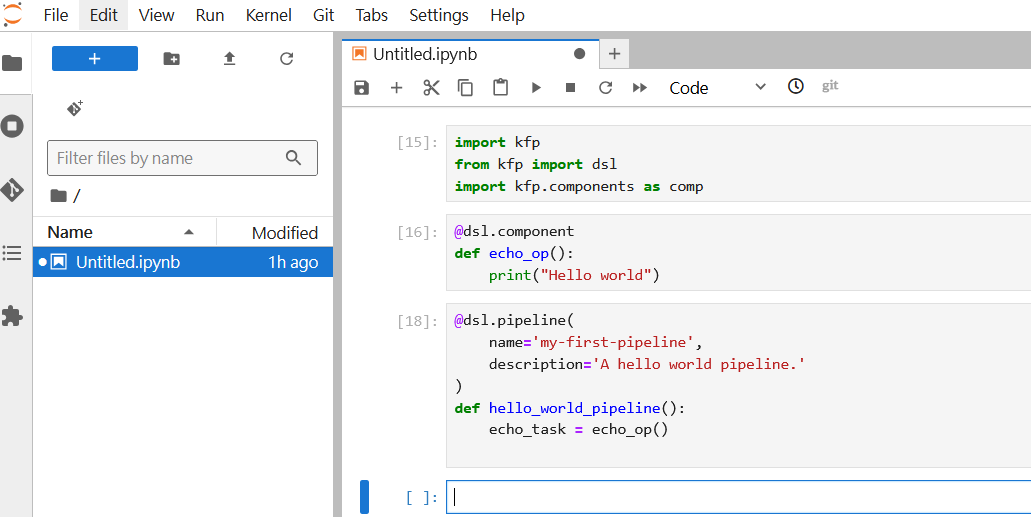 File Edit View Run Kernel Git Tabs Settings Help
Untitled.ipynb
Code
git
Filter files by name
/
Name Modified
Untitled.ipynb 1h ago
[15]: import kfp
from kfp import dsl
import kfp.components as comp
[16]: @dsl.component
def echo_op():
    print("Hello world")
[18]: @dsl.pipeline(
    name='my-first-pipeline',
    description='A hello world pipeline.'
)
def hello_world_pipeline():
    echo_task = echo_op()
[ ]: